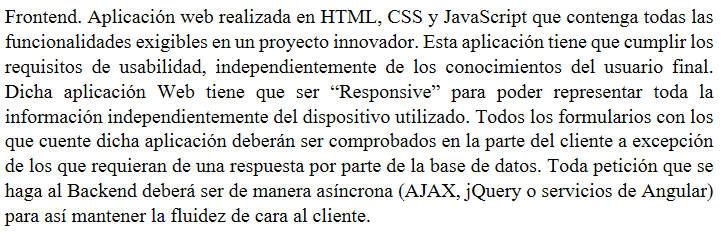 Frontend. Aplicación web realizada en HTML, CSS y JavaScript que contenga todas las
funcionalidades exigibles en un proyecto innovador. Esta aplicación tiene que cumplir los
requisitos de usabilidad, independientemente de los conocimientos del usuario final.
Dicha aplicación Web tiene que ser “Responsive” para poder representar toda la
información independientemente del dispositivo utilizado. Todos los formularios con los
que cuente dicha aplicación deberán ser comprobados en la parte del cliente a excepción
de los que requieran de una respuesta por parte de la base de datos. Toda petición que se
haga al Backend deberá ser de manera asíncrona (AJAX, jQuery o servicios de Angular)
para así mantener la fluidez de cara al cliente.